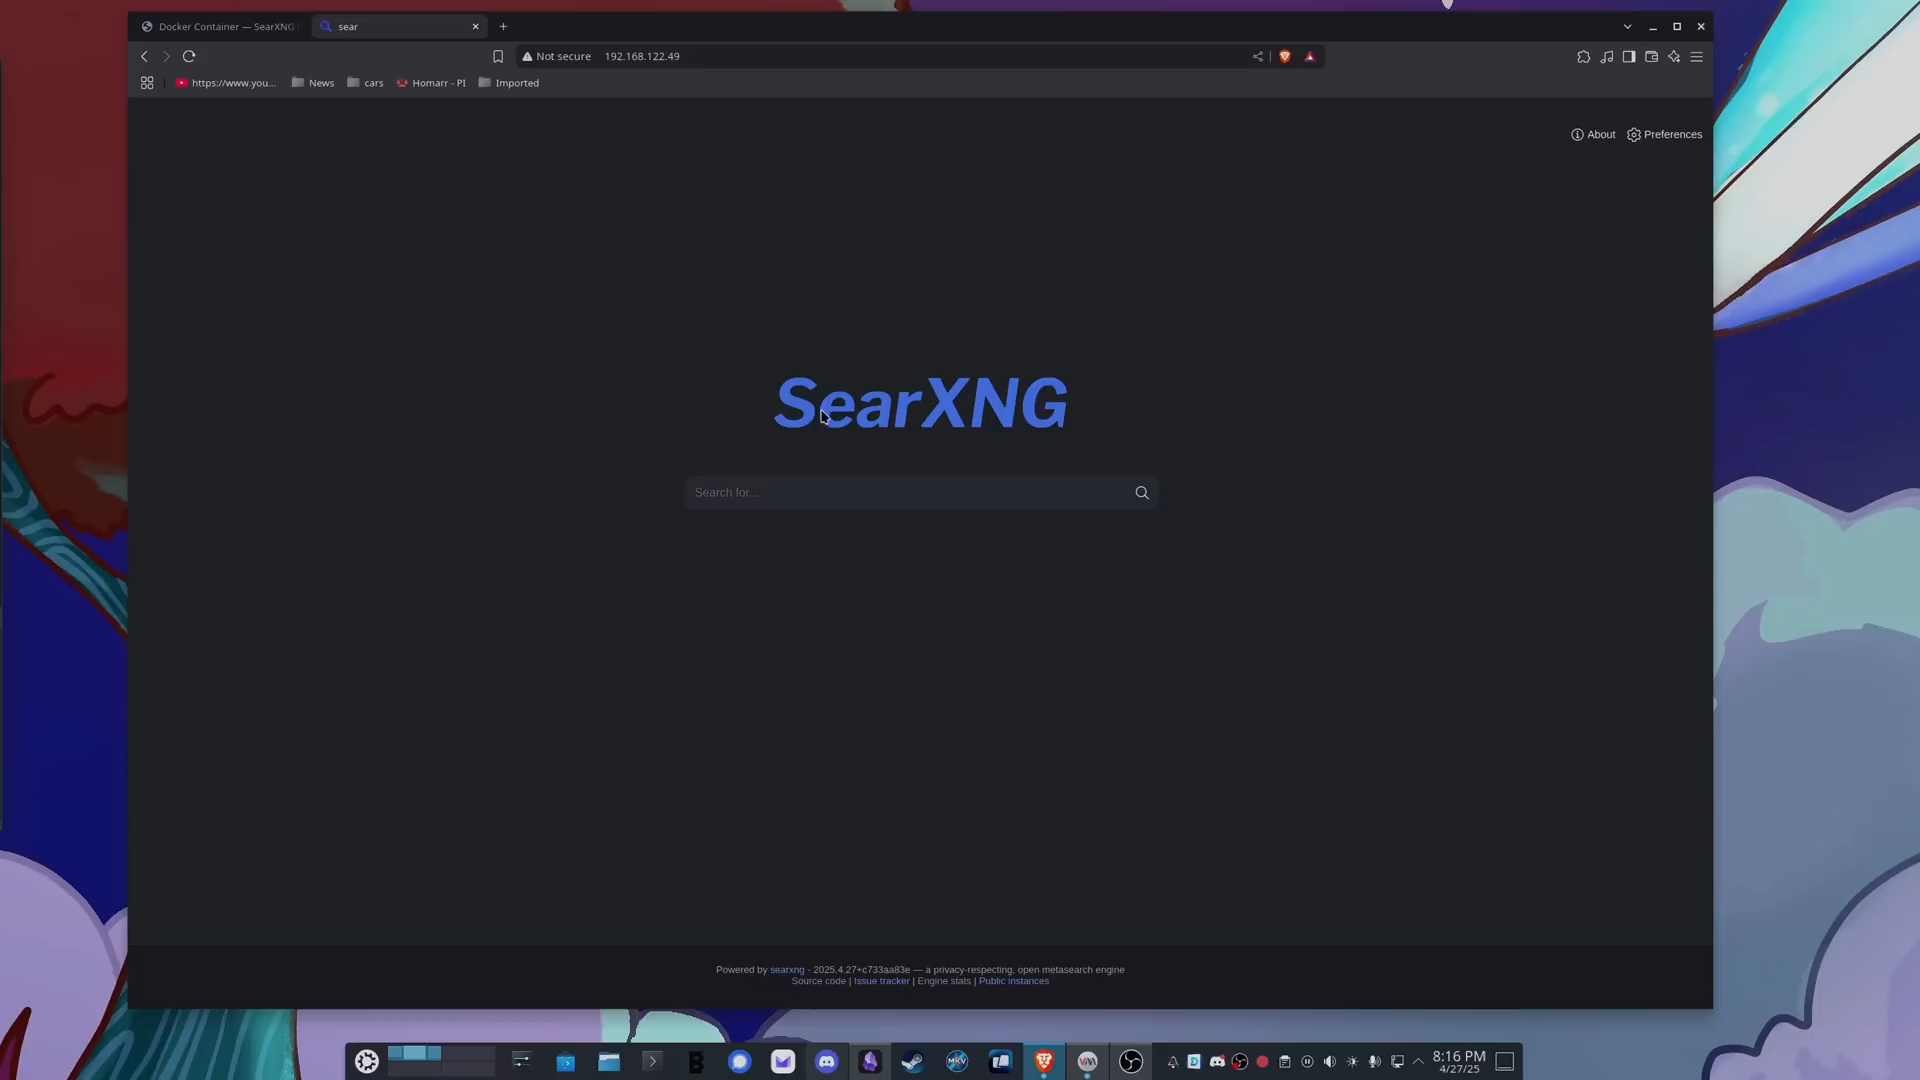 Docker Container — SearXNG
sear
Not secure 192.168.122.49
https://www.you... News cars Homarr - PI Imported
About Preferences
SearXNG
Search for...
Powered by searxng - 2025.4.27+c733aa83e — a privacy-respecting, open metasearch engine
Source code | Issue tracker | Engine stats | Public instances
MKV
8:16 PM
4/27/25